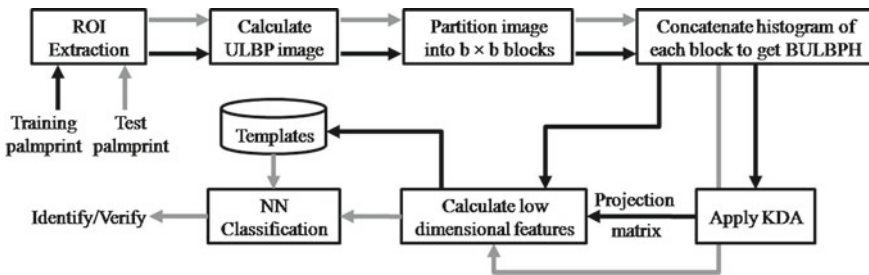 ROI
Extraction
Calculate
ULBP image
Partition image
into b × b blocks
Concatenate histogram of
each block to get BULBPH
Training
palmprint
Test
palmprint
Templates
Identify/Verify
NN
Classification
Calculate low
dimensional features
Projection
matrix
Apply KDA